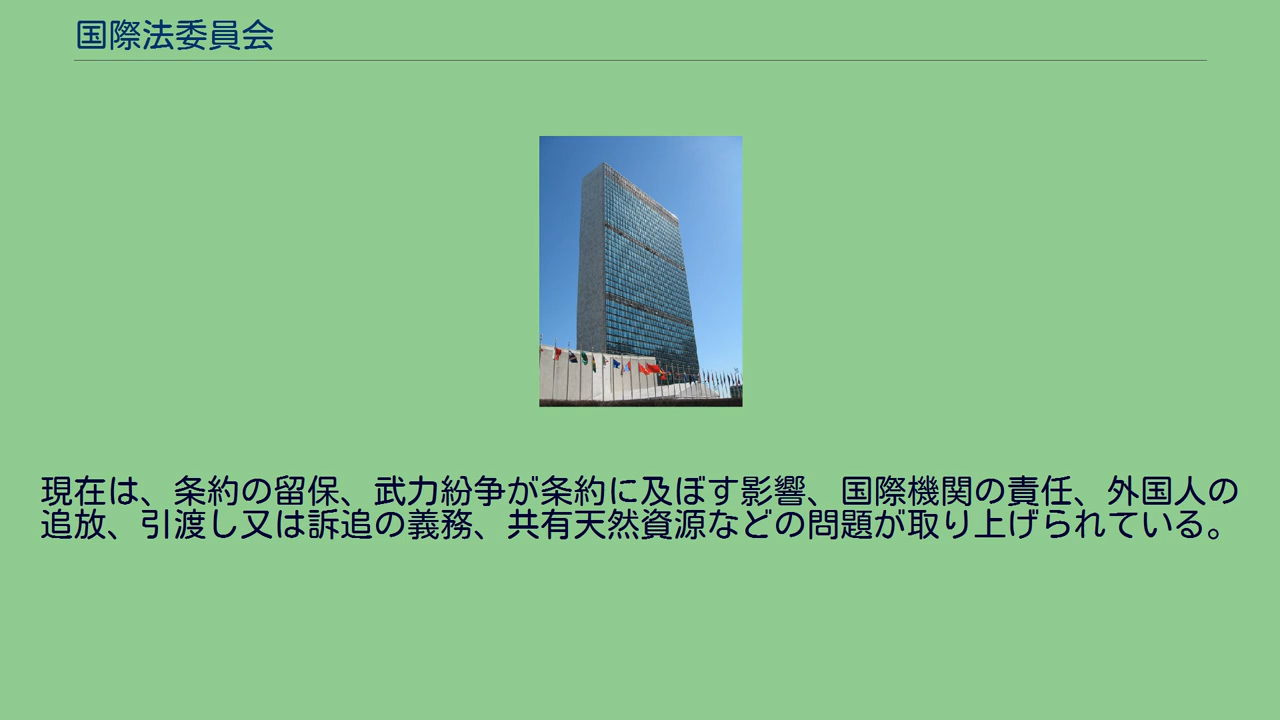 国際法委員会
現在は、条約の留保、武力紛争が条約に及ぼす影響、国際機関の責任、外国人の
追放、引渡し又は訴追の義務、共有天然資源などの問題が取り上げられている。